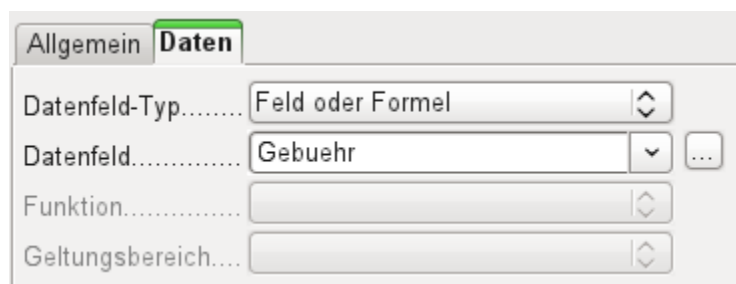 Allgemein Daten
Datenfeld-Typ........ Feld oder Formel
Datenfeld.............. Gebuehr ...
Funktion...............
Geltungsbereich....